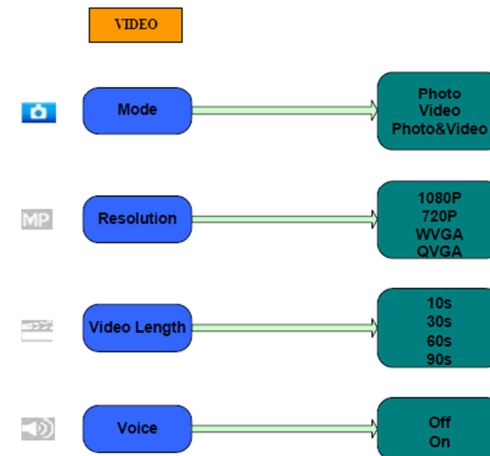 VIDEO
Mode
Photo
Video
Photo&Video
MP
Resolution
1080P
720P
WVGA
QVGA
Video Length
10s
30s
60s
90s
Voice
Off
On